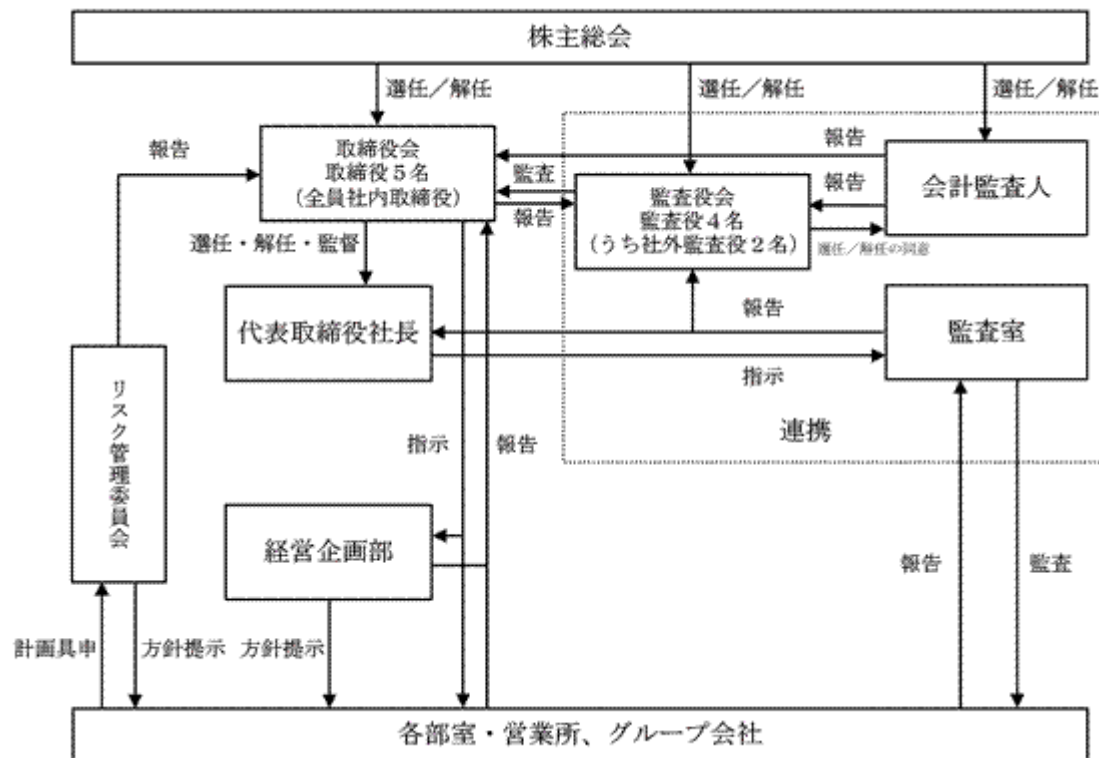 株主総会
選任／解任
選任／解任
選任／解任
報告
取締役会
取締役５名
（全員社内取締役）
報告
監査
報告
監査役会
監査役４名
（うち社外監査役２名）
報告
会計監査人
選任／解任の同意
選任・解任・監督
代表取締役社長
報告
指示
監査室
連携
リスク管理委員会
指示
報告
経営企画部
報告
監査
計画具申
方針提示
方針提示
各部室・営業所、グループ会社